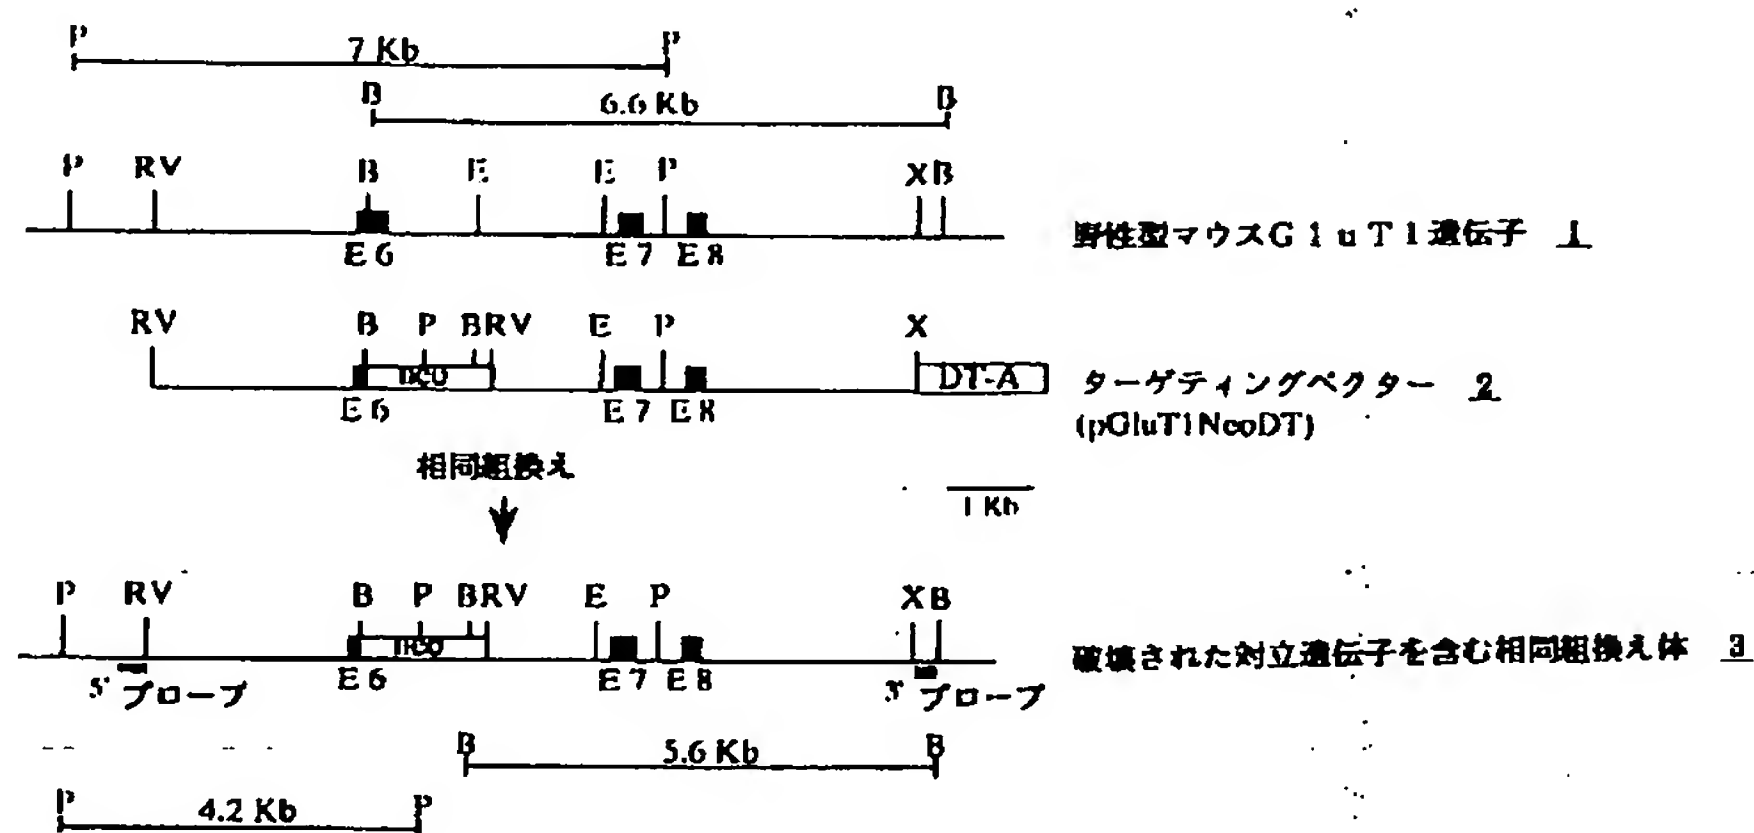 P 7 Kb P
B 6.6 Kb B
P RV B E E P X B
E6 E7 E8
野性型マウスGluT1遺伝子 1
RV B P B RV E P X
neo DT-A
E6 E7 E8
ターゲティングベクター 2
(pGluT1NeoDT)
相同組換え
1 Kb
P RV B P B RV E P X B
neo
E6 E7 E8
5' プローブ 3' プローブ
破壊された対立遺伝子を含む相同組換え体 3
B 5.6 Kb B
P 4.2 Kb P